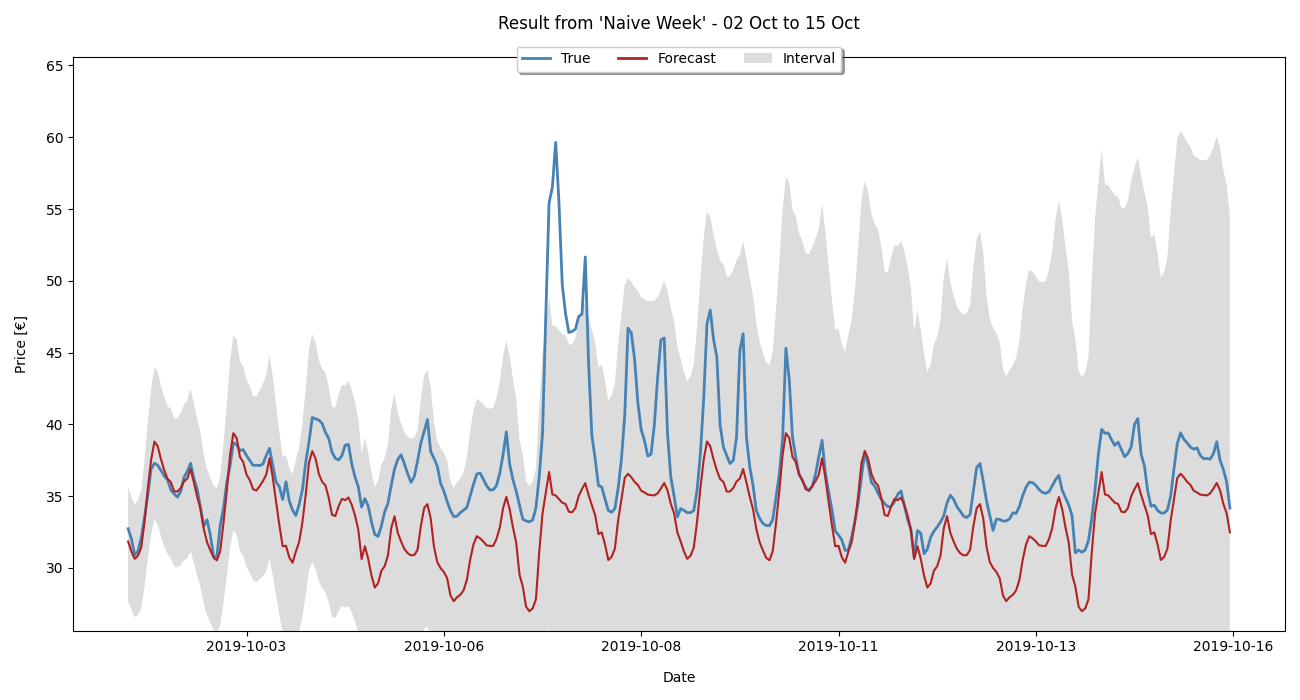 Result from 'Naive Week' - 02 Oct to 15 Oct
True Forecast Interval
65
60
55
50
45
40
35
30
Price [€]
2019-10-03 2019-10-06 2019-10-08 2019-10-11 2019-10-13 2019-10-16
Date